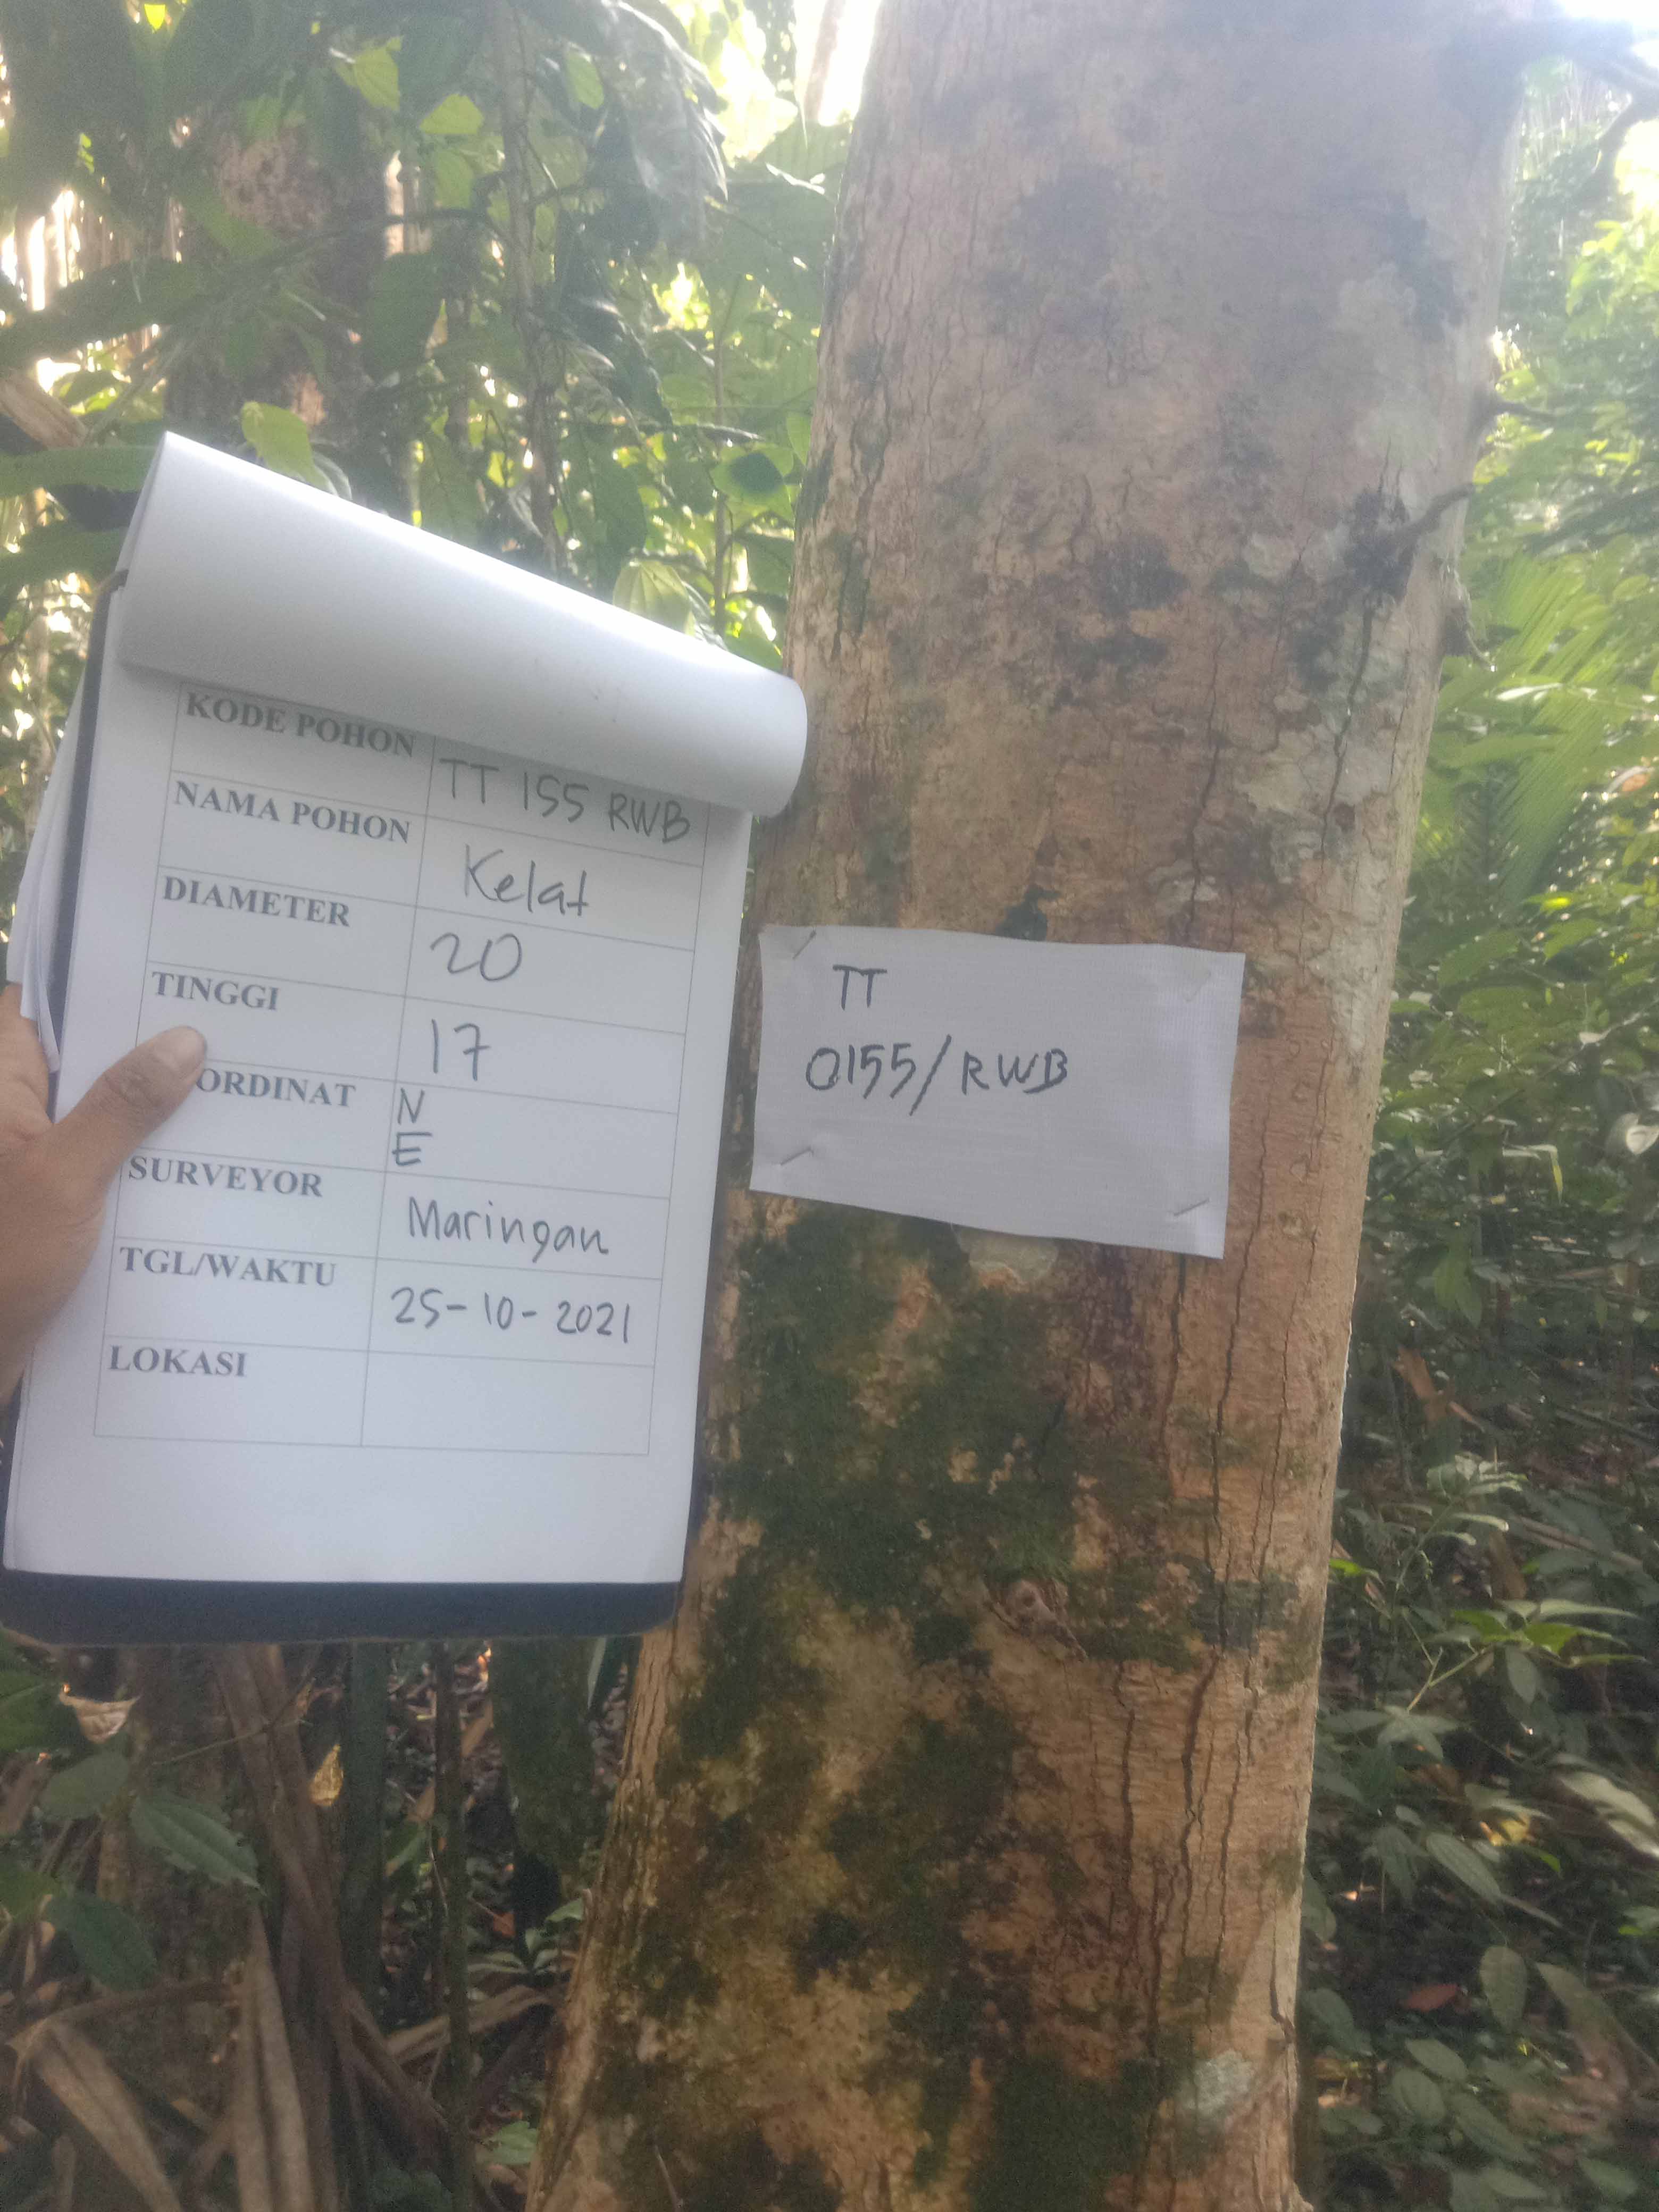 KODE POHON TT 155 RWB
NAMA POHON Kelat
DIAMETER 20
TINGGI 17
ORDINAT N
E
SURVEYOR Maringan
TGL/WAKTU 25-10-2021
LOKASI
TT
0155/RWB